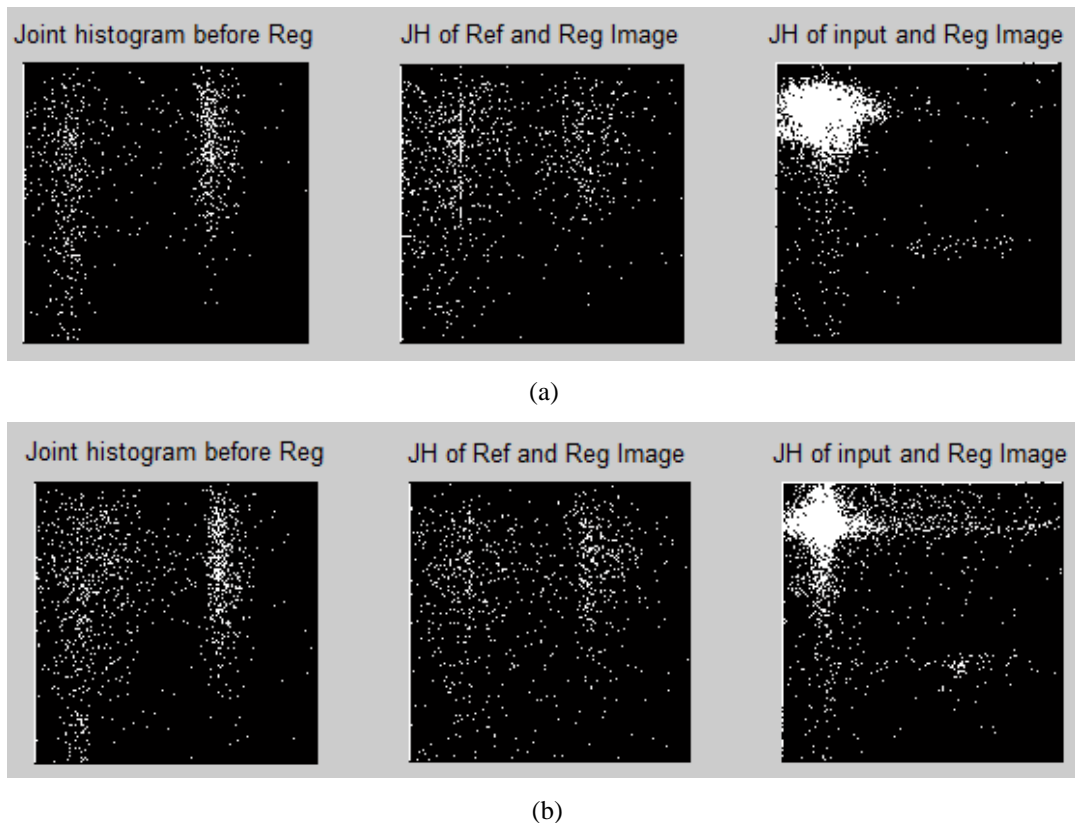 Joint histogram before Reg
JH of Ref and Reg Image
JH of input and Reg Image
(a)
Joint histogram before Reg
JH of Ref and Reg Image
JH of input and Reg Image
(b)